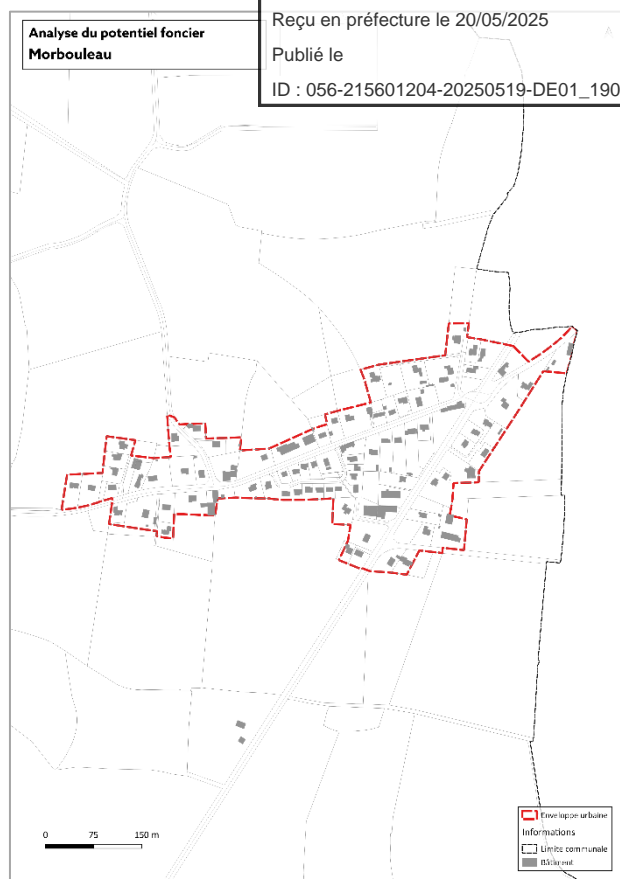 Analyse du potentiel foncier
Morbouleau
Reçu en préfecture le 20/05/2025
Publié le
ID : 056-215601204-20250519-DE01_190
0 75 150 m
Enveloppe urbaine
Informations
Limite communale
Bâtiment